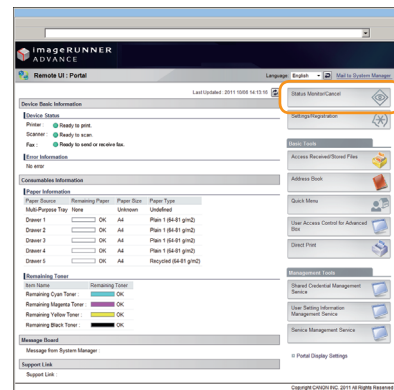 imageRUNNER
ADVANCE
Remote UI : Portal
Language: English Mail to System Manager
Last Updated : 2011 10/06 14:13:16
Device Basic Information
Device Status
Printer : Ready to print.
Scanner : Ready to scan.
Fax : Ready to send or receive fax.
Error Information
No error
Consumables Information
Paper Information
Paper Source Remaining Paper Paper Size Paper Type
Multi-Purpose Tray None Unknown Undefined
Drawer 1 OK A4 Plain 1 (64-81 g/m2)
Drawer 2 OK A4 Plain 1 (64-81 g/m2)
Drawer 3 OK A4 Plain 1 (64-81 g/m2)
Drawer 4 OK A4 Plain 1 (64-81 g/m2)
Drawer 5 OK A4 Recycled (64-81 g/m2)
Remaining Toner
Item Name Remaining Toner
Remaining Cyan Toner : OK
Remaining Magenta Toner : OK
Remaining Yellow Toner : OK
Remaining Black Toner : OK
Message Board
Message from System Manager :
Support Link
Support Link :
Status Monitor/Cancel
Settings/Registration
Basic Tools
Access Received/Stored Files
Address Book
Quick Menu
User Access Control for Advanced
Box
Direct Print
Management Tools
Shared Credential Management
Service
User Setting Information
Management Service
Service Management Service
Portal Display Settings
Copyright CANON INC. 2011 All Rights Reserved